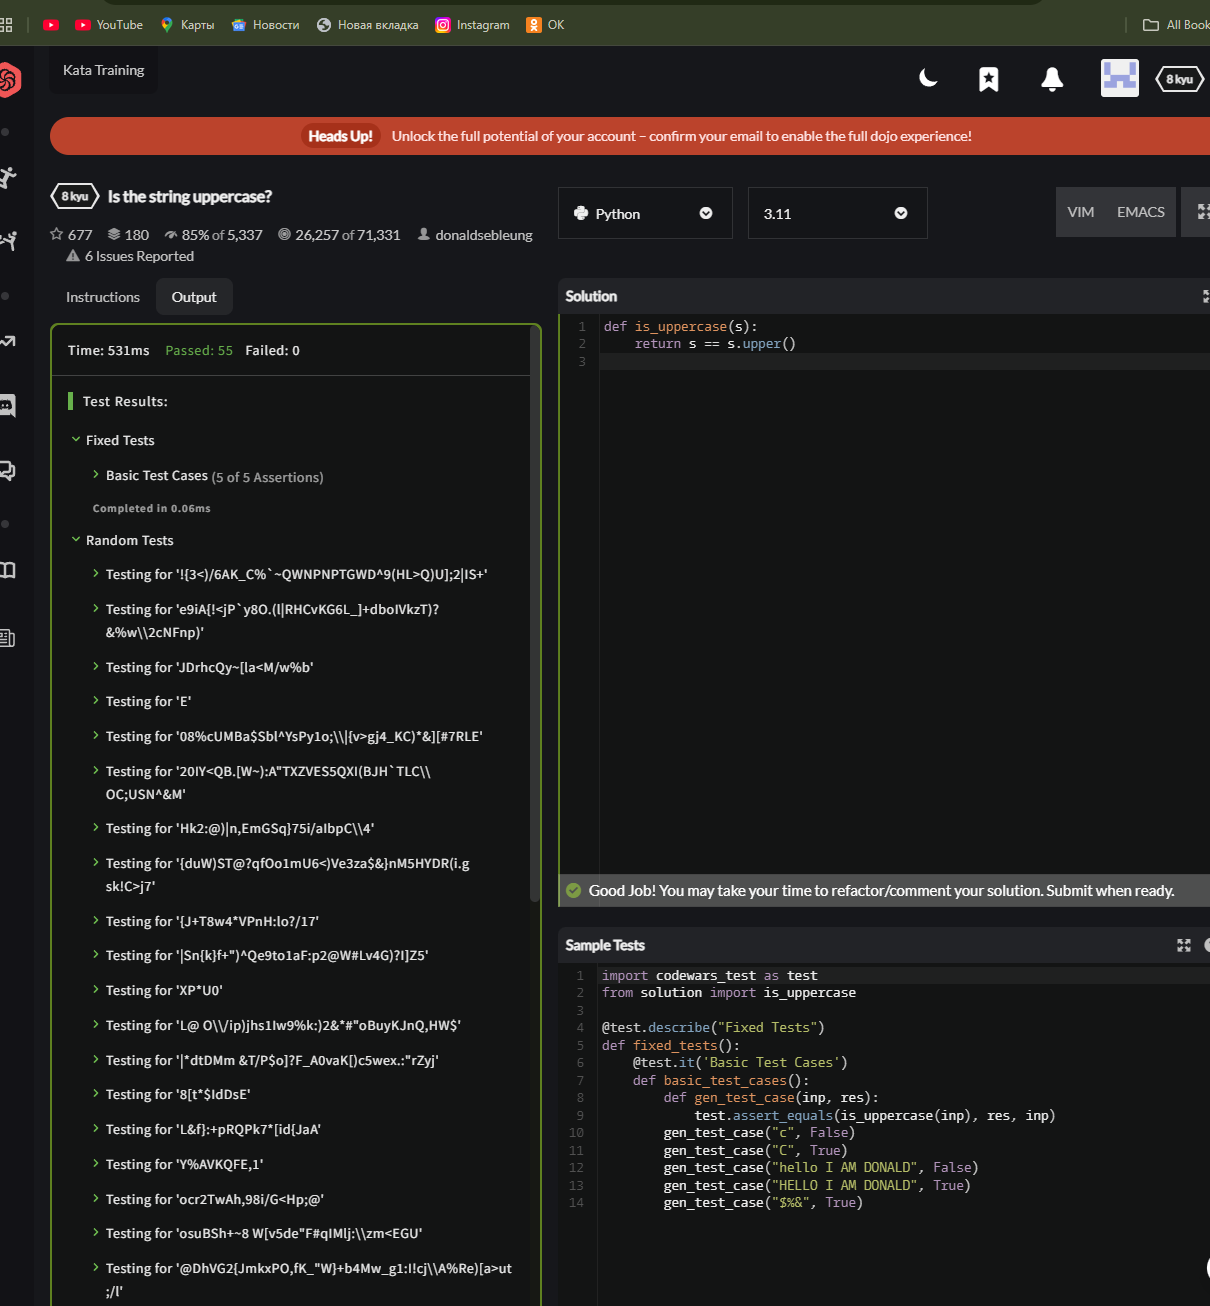 YouTube
Карты
Новости
Новая вкладка
Instagram
OK
All Book
Kata Training
8 kyu
Heads Up! Unlock the full potential of your account – confirm your email to enable the full dojo experience!
8 kyu Is the string uppercase?
677 180 85% of 5,337 26,257 of 71,331 donaldsebleung
6 Issues Reported
Python
3.11
VIM EMACS
Instructions Output
Time: 531ms Passed: 55 Failed: 0
Test Results:
Fixed Tests
Basic Test Cases (5 of 5 Assertions)
Completed in 0.06ms
Random Tests
Testing for '!{3<)/6AK_C%`~QWNPNPTGWD^9(HL>Q)U];2|IS+'
Testing for 'e9iA{!<jP`y8O.(l|RHCvKG6L_]+dboIVkzT)?
&%w\\2cNFnp)'
Testing for 'JDrhcQy~[la<M/w%b'
Testing for 'E'
Testing for '08%cUMBa$Sbl^YsPy1o;\\|{v>gj4_KC)*&][#7RLE'
Testing for '20IY<QB.[W~):A"TXZVES5QXI(BJH`TLC\\
OC;USN^&M'
Testing for 'Hk2:@)|n,EmGSq}75i/aIbpC\\4'
Testing for '{duW)ST@?qfOo1mU6<)Ve3za$&}nM5HYDR(i.g
sk!C>j7'
Testing for '{J+T8w4*VPnH:lo?/17'
Testing for '|Sn{k}f+")^Qe9to1aF:p2@W#Lv4G)?I]Z5'
Testing for 'XP*U0'
Testing for 'L@ O\\/ip)jhs1Iw9%k:)2&*#"oBuyKJnQ,HW$'
Testing for '|*dtDMm &T/P$o]?F_A0vaK[)c5wex.:"rZyj'
Testing for '8[t*$IdDsE'
Testing for 'L&f}:+pRQPk7*[id{JaA'
Testing for 'Y%AVKQFE,1'
Testing for 'ocr2TwAh,98i/G<Hp;@'
Testing for 'osuBSh+~8 W[v5de"F#qIMlj:\\zm<EGU'
Testing for '@DhVG2{JmkxPO,fK_"W}+b4Mw_g1:I!cj\\A%Re)[a>ut
;/l'
Solution
1 def is_uppercase(s):
2 return s == s.upper()
3
Good Job! You may take your time to refactor/comment your solution. Submit when ready.
Sample Tests
1 import codewars_test as test
2 from solution import is_uppercase
3
4 @test.describe("Fixed Tests")
5 def fixed_tests():
6 @test.it('Basic Test Cases')
7 def basic_test_cases():
8 def gen_test_case(inp, res):
9 test.assert_equals(is_uppercase(inp), res, inp)
10 gen_test_case("c", False)
11 gen_test_case("C", True)
12 gen_test_case("hello I AM DONALD", False)
13 gen_test_case("HELLO I AM DONALD", True)
14 gen_test_case("$%&", True)